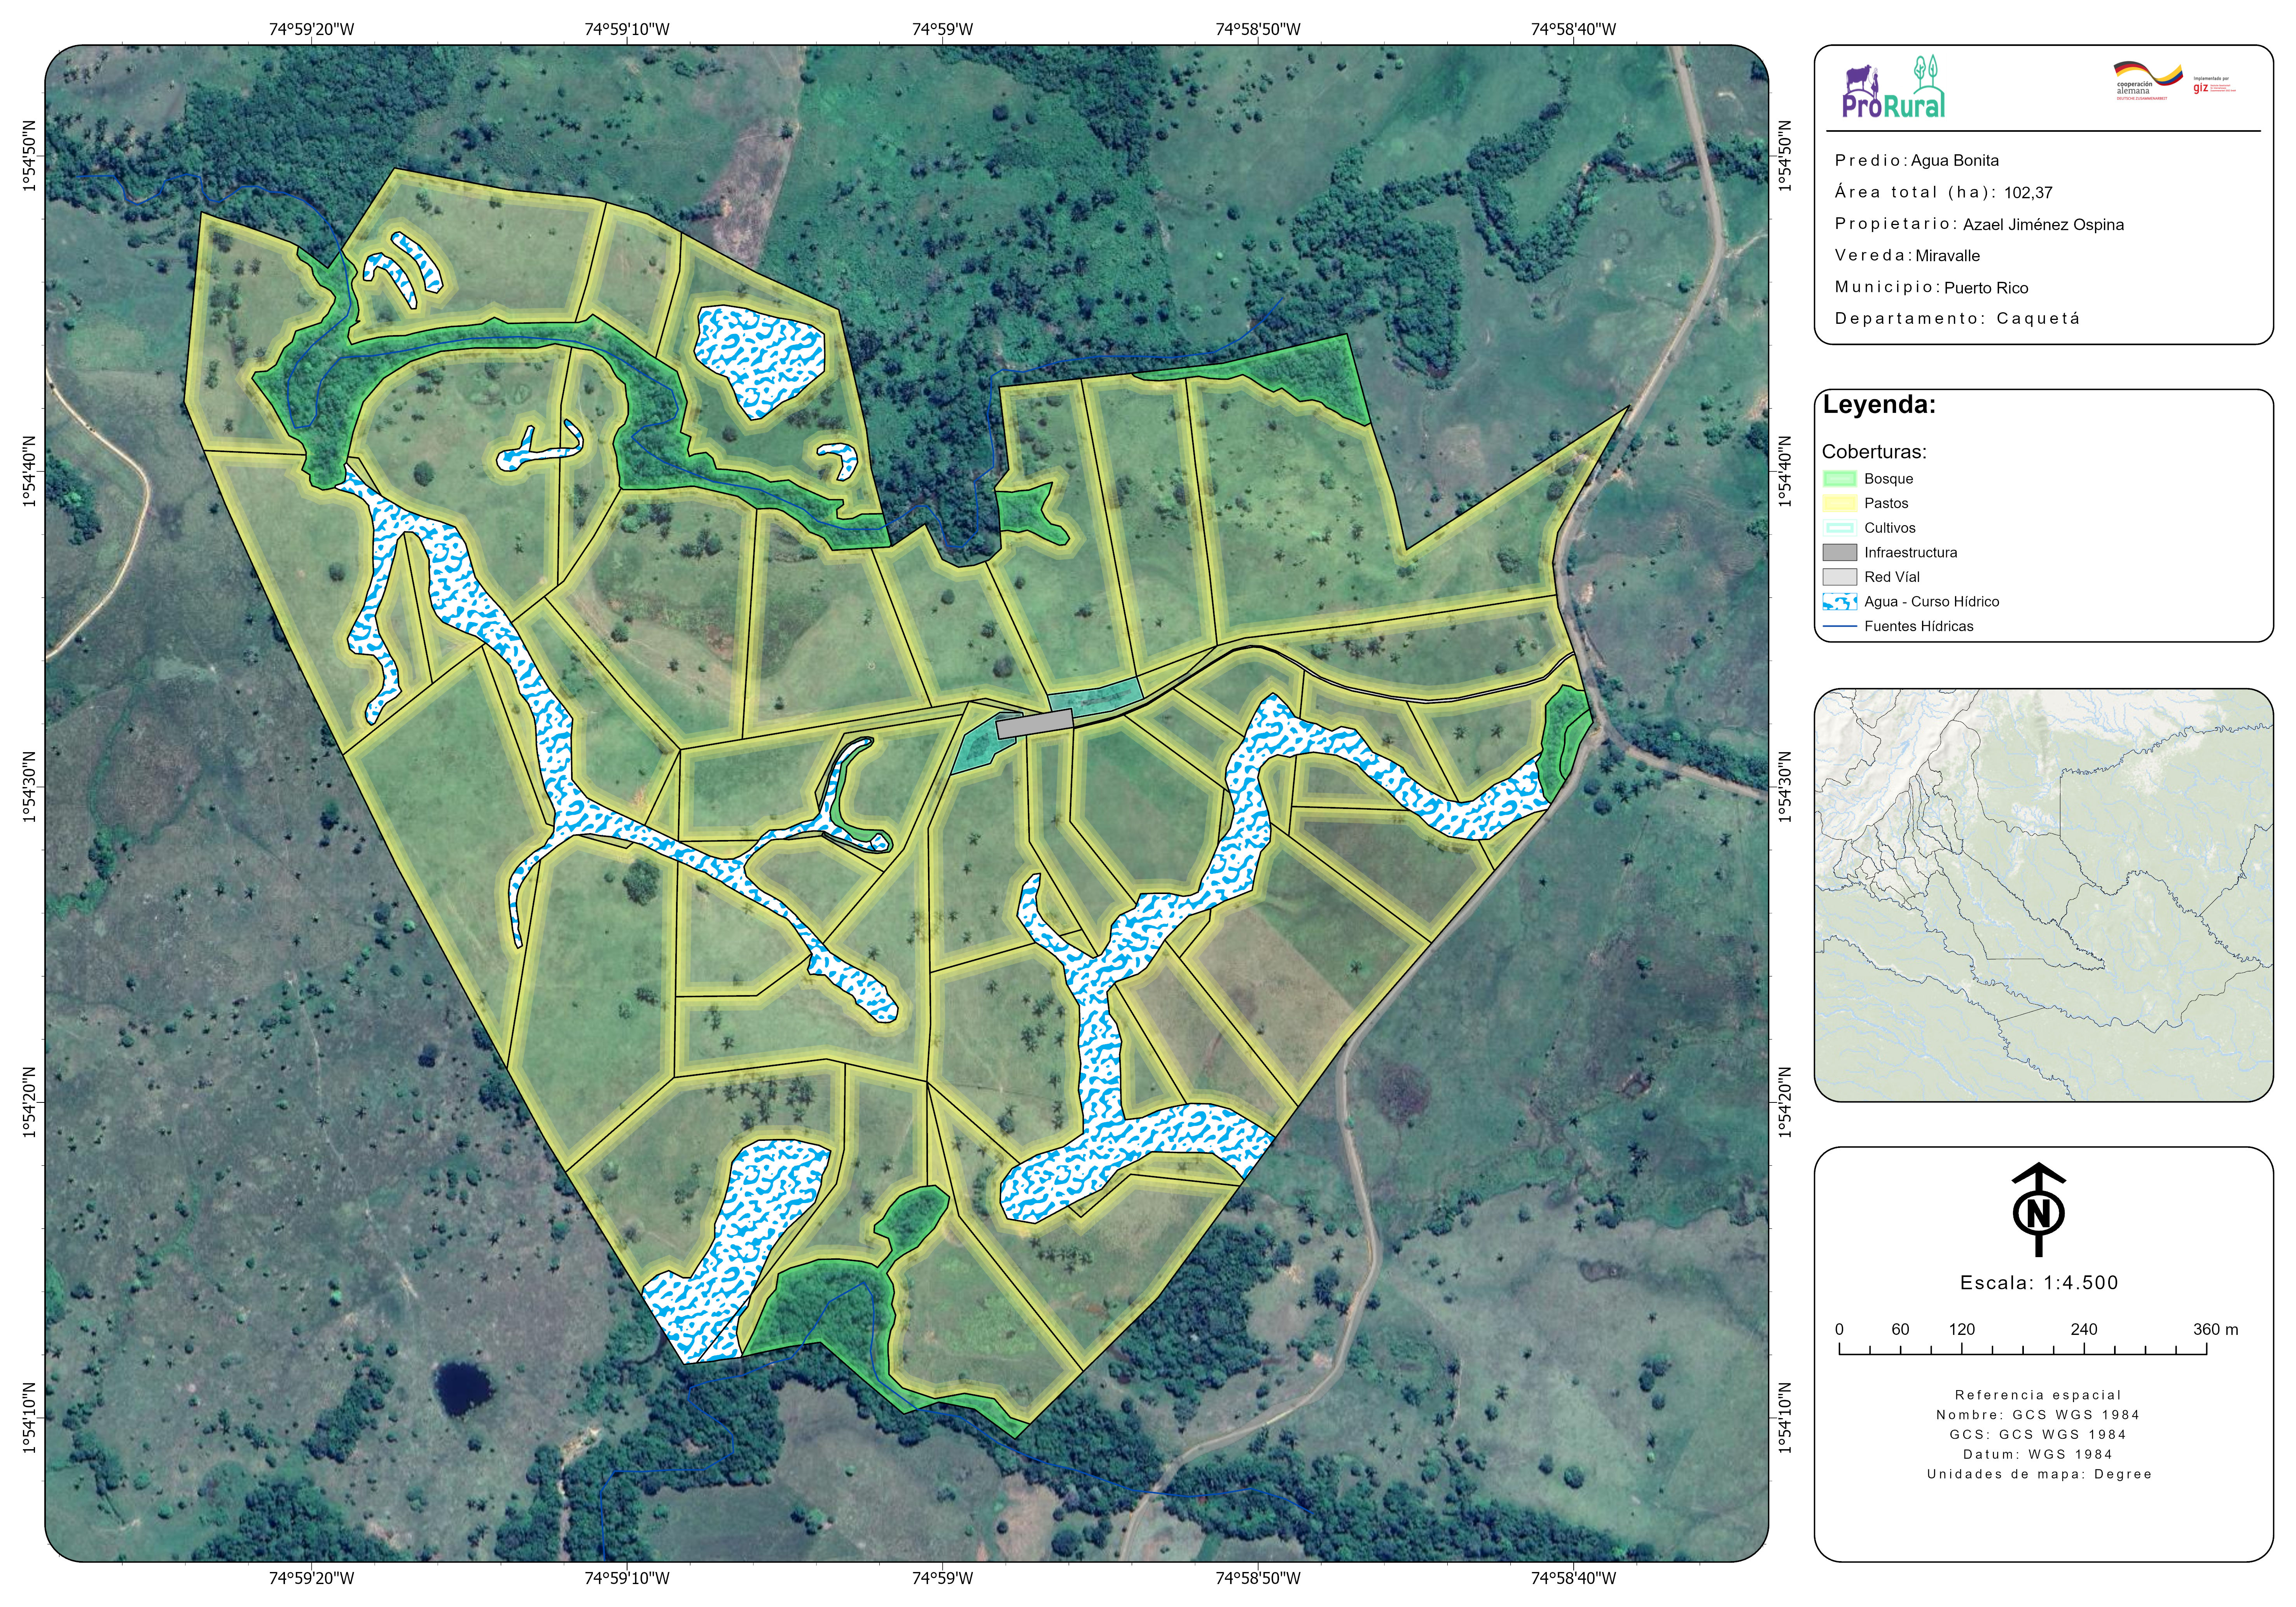 74°59'20"W
74°59'10"W
74°59'W
74°58'50"W
74°58'40"W
1°54'50"N
1°54'40"N
1°54'30"N
1°54'20"N
1°54'10"N
1°54'50"N
1°54'40"N
1°54'30"N
1°54'20"N
1°54'10"N
74°59'20"W
74°59'10"W
74°59'W
74°58'50"W
74°58'40"W
ProRural
cooperación
alemana
DEUTSCHE ZUSAMMENARBEIT
Implementada por
giz
Predio: Agua Bonita
Área total (ha): 102,37
Propietario: Azael Jiménez Ospina
Vereda: Miravalle
Municipio: Puerto Rico
Departamento: Caquetá
Leyenda:
Coberturas:
Bosque
Pastos
Cultivos
Infraestructura
Red Víal
Agua - Curso Hídrico
Fuentes Hídricas
N
Escala: 1:4.500
0 60 120 240 360 m
Referencia espacial
Nombre: GCS WGS 1984
GCS: GCS WGS 1984
Datum: WGS 1984
Unidades de mapa: Degree